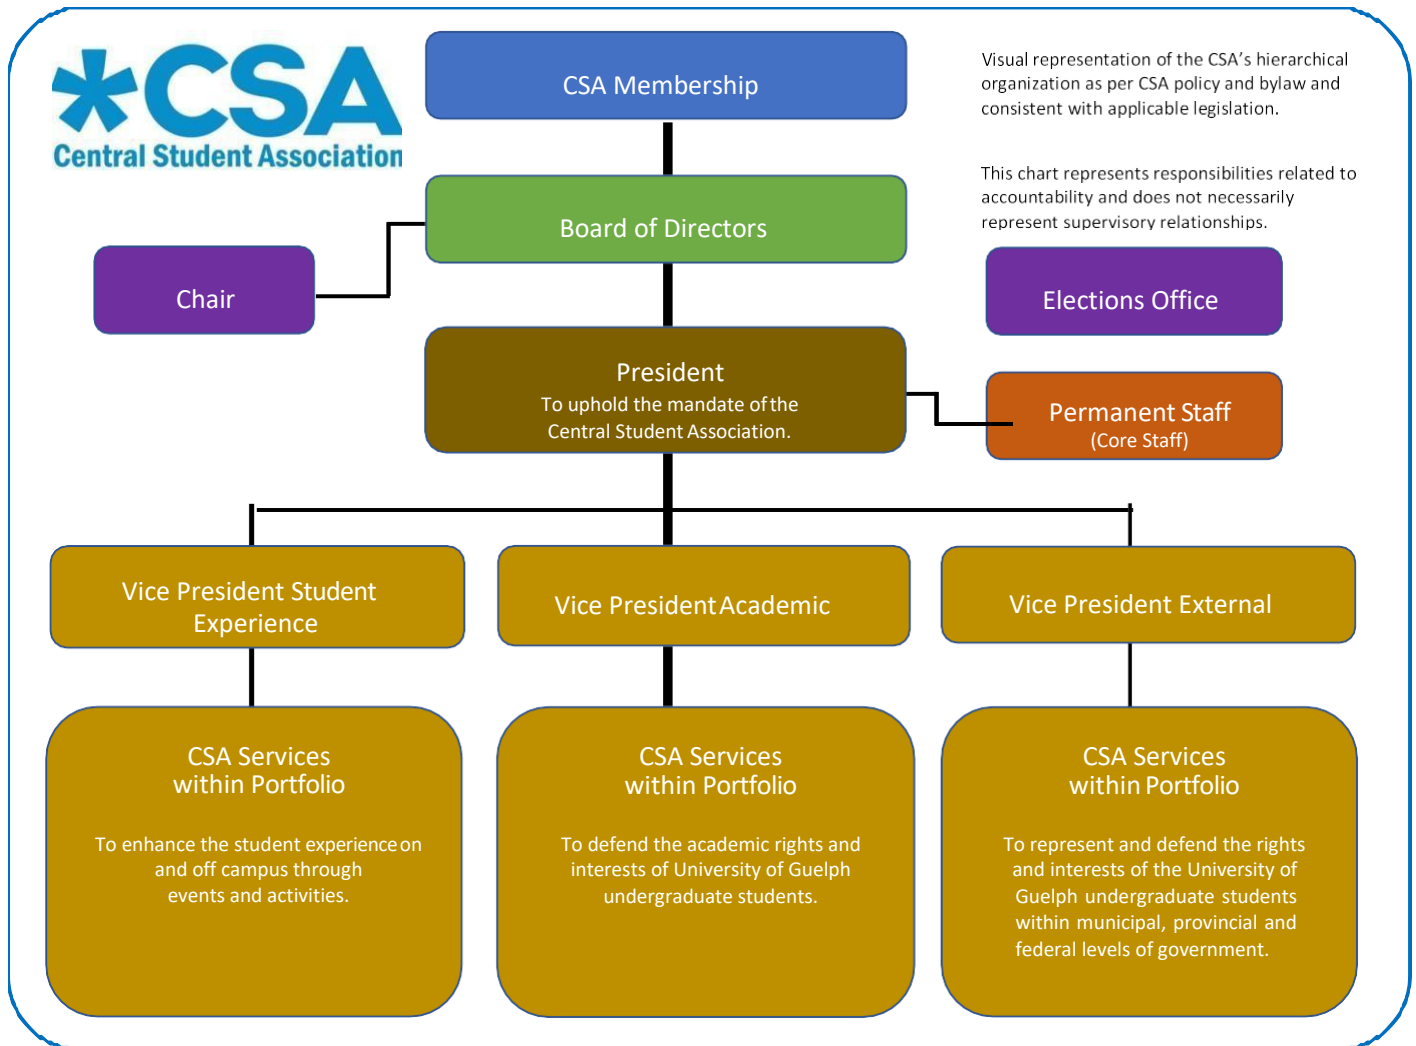 *CSA
Central Student Association
CSA Membership
Visual representation of the CSA's hierarchical
organization as per CSA policy and bylaw and
consistent with applicable legislation.
This chart represents responsibilities related to
accountability and does not necessarily
represent supervisory relationships.
Board of Directors
Chair
Elections Office
President
To uphold the mandate of the
Central Student Association.
Permanent Staff
(Core Staff)
Vice President Student
Experience
Vice President Academic
Vice President External
CSA Services
within Portfolio
To enhance the student experience on
and off campus through
events and activities.
CSA Services
within Portfolio
To defend the academic rights and
interests of University of Guelph
undergraduate students.
CSA Services
within Portfolio
To represent and defend the rights
and interests of the University of
Guelph undergraduate students
within municipal, provincial and
federal levels of government.